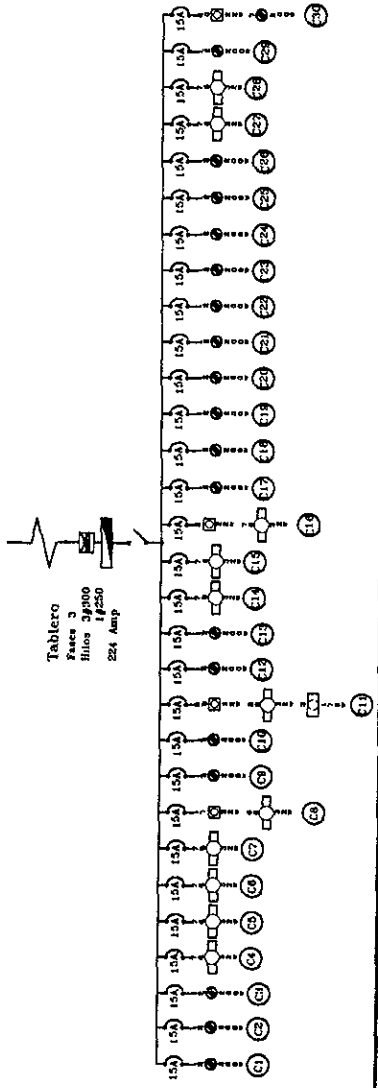 Tablero
Fases 3
Hilos 3#300
1#250
224 Amp
15A 15A 15A 15A 15A 15A 15A 15A 15A 15A 15A 15A 15A 15A 15A 15A 15A 15A 15A 15A 15A 15A 15A 15A 15A 15A 15A 15A 15A 15A
C1 C2 C3 C4 C5 C6 C7 C8 C9 C10 C11 C12 C13 C14 C15 C16 C17 C18 C19 C20 C21 C22 C23 C24 C25 C26 C27 C28 C29 C30